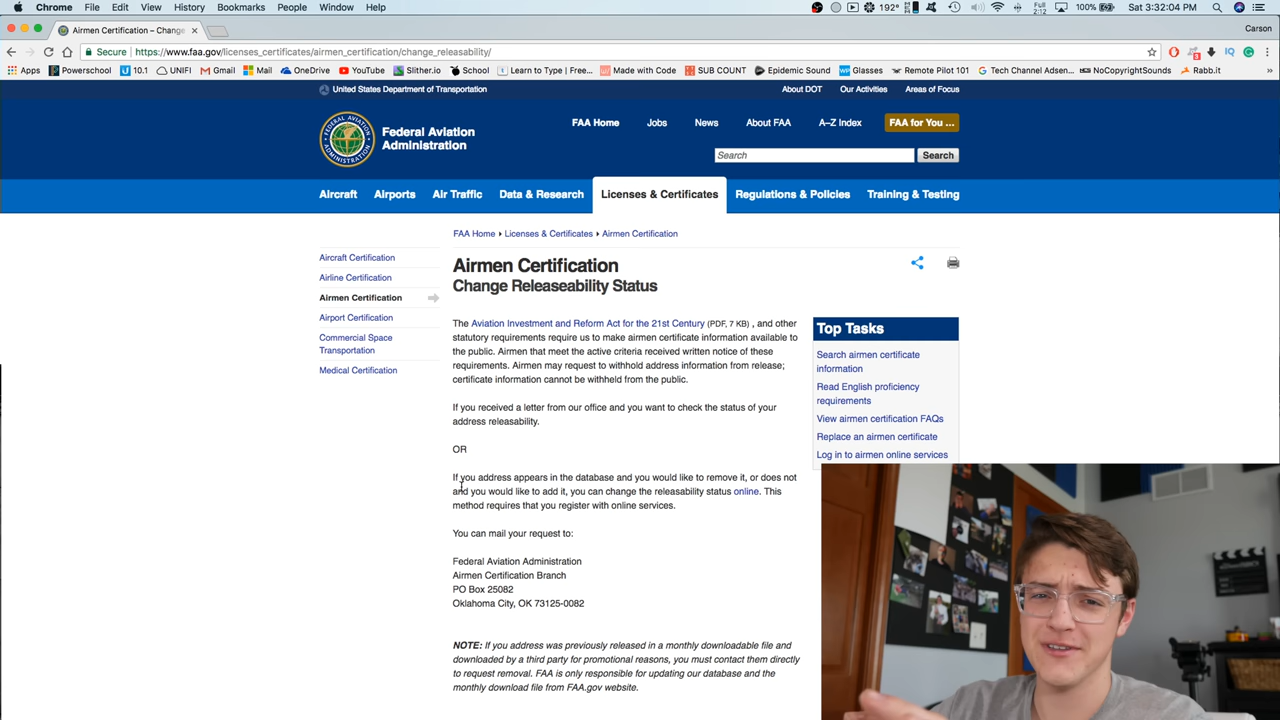 Chrome File Edit View History Bookmarks People Window Help 192° Full 2:12 100% Sat 3:32:04 PM
Airmen Certification – Change Carson
Secure https://www.faa.gov/licenses_certificates/airmen_certification/change_releasability/
Apps Powerschool 10.1 UNIFI Gmail Mail OneDrive YouTube Slither.io School Learn to Type | Free... Made with Code SUB COUNT Epidemic Sound Glasses Remote Pilot 101 Tech Channel Adsen... NoCopyrightSounds Rabb.it »
United States Department of Transportation About DOT Our Activities Areas of Focus
Federal Aviation
Administration
FAA Home Jobs News About FAA A–Z Index FAA for You ...
Search Search
Aircraft Airports Air Traffic Data & Research Licenses & Certificates Regulations & Policies Training & Testing
FAA Home Licenses & Certificates Airmen Certification
Aircraft Certification
Airline Certification
Airmen Certification
Airport Certification
Commercial Space
Transportation
Medical Certification
Airmen Certification
Change Releaseability Status
The Aviation Investment and Reform Act for the 21st Century (PDF, 7 KB) , and other
statutory requirements require us to make airmen certificate information available to
the public. Airmen that meet the active criteria received written notice of these
requirements. Airmen may request to withhold address information from release;
certificate information cannot be withheld from the public.
If you received a letter from our office and you want to check the status of your
address releasability.
OR
If you address appears in the database and you would like to remove it, or does not
and you would like to add it, you can change the releasability status online. This
method requires that you register with online services.
You can mail your request to:
Federal Aviation Administration
Airmen Certification Branch
PO Box 25082
Oklahoma City, OK 73125-0082
NOTE: If you address was previously released in a monthly downloadable file and
downloaded by a third party for promotional reasons, you must contact them directly
to request removal. FAA is only responsible for updating our database and the
monthly download file from FAA.gov website.
Top Tasks
Search airmen certificate
information
Read English proficiency
requirements
View airmen certification FAQs
Replace an airmen certificate
Log in to airmen online services